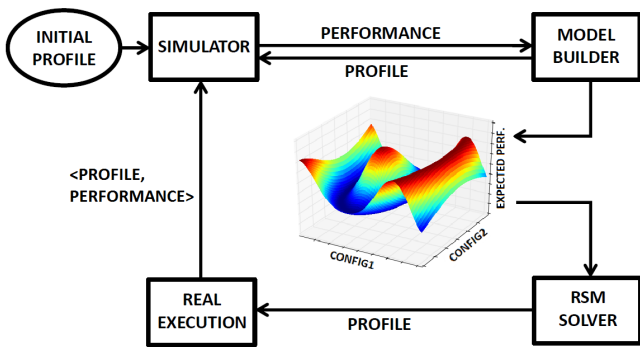 INITIAL
PROFILE
SIMULATOR
PERFORMANCE
PROFILE
MODEL
BUILDER
<PROFILE,
PERFORMANCE>
EXPECTED PERF.
CONFIG1
CONFIG2
REAL
EXECUTION
PROFILE
RSM
SOLVER